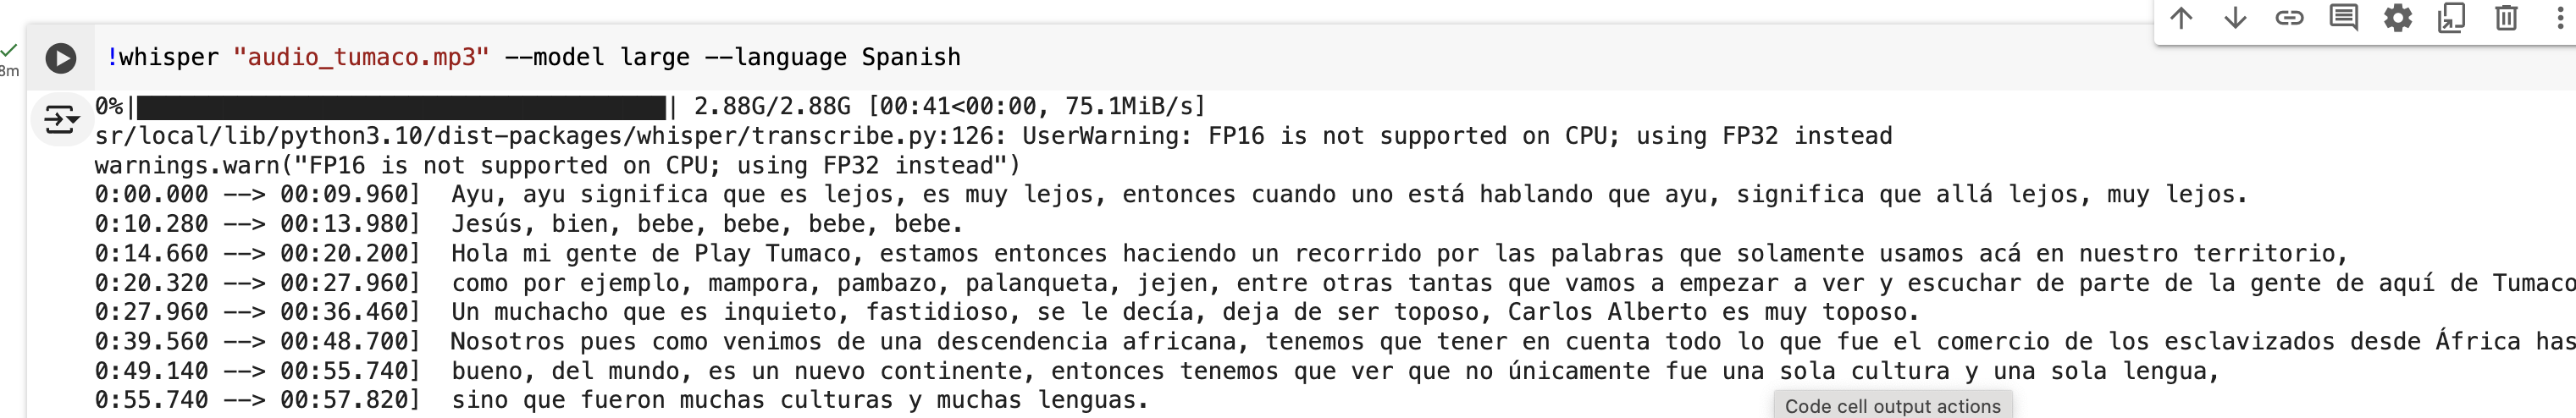 !whisper "audio_tumaco.mp3" --model large --language Spanish
8m
0%| | 2.88G/2.88G [00:41<00:00, 75.1MiB/s]
sr/local/lib/python3.10/dist-packages/whisper/transcribe.py:126: UserWarning: FP16 is not supported on CPU; using FP32 instead
warnings.warn("FP16 is not supported on CPU; using FP32 instead")
0:00.000 --> 00:09.960] Ayu, ayu significa que es lejos, es muy lejos, entonces cuando uno está hablando que ayu, significa que allá lejos, muy lejos.
0:10.280 --> 00:13.980] Jesús, bien, bebe, bebe, bebe, bebe.
0:14.660 --> 00:20.200] Hola mi gente de Play Tumaco, estamos entonces haciendo un recorrido por las palabras que solamente usamos acá en nuestro territorio,
0:20.320 --> 00:27.960] como por ejemplo, mampora, pambazo, palanqueta, jejen, entre otras tantas que vamos a empezar a ver y escuchar de parte de la gente de aquí de Tumaco
0:27.960 --> 00:36.460] Un muchacho que es inquieto, fastidioso, se le decía, deja de ser toposo, Carlos Alberto es muy toposo.
0:39.560 --> 00:48.700] Nosotros pues como venimos de una descendencia africana, tenemos que tener en cuenta todo lo que fue el comercio de los esclavizados desde África has
0:49.140 --> 00:55.740] bueno, del mundo, es un nuevo continente, entonces tenemos que ver que no únicamente fue una sola cultura y una sola lengua,
0:55.740 --> 00:57.820] sino que fueron muchas culturas y muchas lenguas.
Code cell output actions